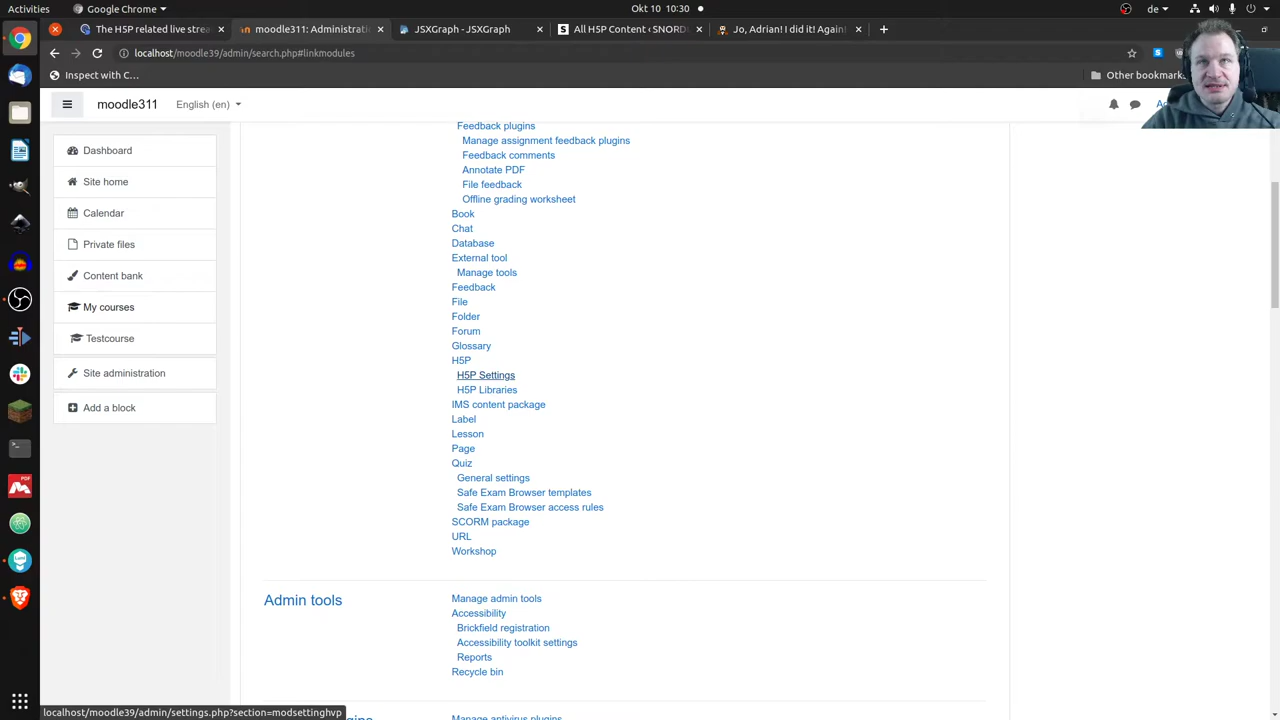 Activities
Google Chrome
Okt 10 10:30
The H5P related live strea
moodle311: Administrati
JSXGraph - JSXGraph
All H5P Content ‹ SNORD
Jo, Adrian! I did it! Again!
localhost/moodle39/admin/search.php#linkmodules
Inspect with C...
Other bookmarks
moodle311
English (en)
Feedback plugins
Dashboard
Manage assignment feedback plugins
Feedback comments
Annotate PDF
Site home
File feedback
Offline grading worksheet
Calendar
Book
Chat
Private files
Database
External tool
Content bank
Manage tools
Feedback
My courses
File
Folder
Forum
Testcourse
Glossary
H5P
Site administration
H5P Settings
H5P Libraries
Add a block
IMS content package
Label
Lesson
Page
Quiz
General settings
Safe Exam Browser templates
Safe Exam Browser access rules
SCORM package
URL
Workshop
Admin tools
Manage admin tools
Accessibility
Brickfield registration
Accessibility toolkit settings
Reports
Recycle bin
localhost/moodle39/admin/settings.php?section=modsettinghvp
Manage antivirus plugins